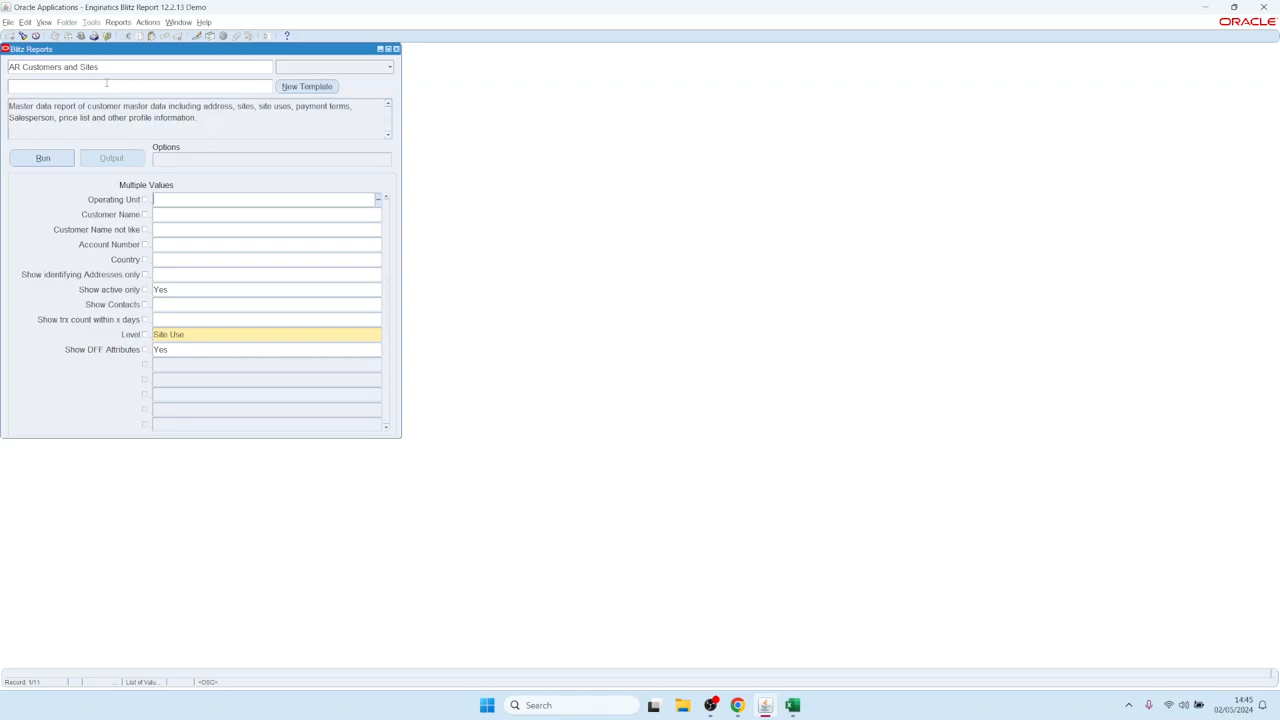 Oracle Applications - Enginatics Blitz Report 12.2.13 Demo
File Edit View Folder Tools Reports Actions Window Help
ORACLE
Blitz Reports
AR Customers and Sites
New Template
Master data report of customer master data including address, sites, site uses, payment terms,
Salesperson, price list and other profile information.
Run Output Options
Multiple Values
Operating Unit
Customer Name
Customer Name not like
Account Number
Country
Show identifying Addresses only
Show active only Yes
Show Contacts
Show trx count within x days
Level Site Use
Show DFF Attributes Yes
Record: 1/11 ... List of Valu... <OSC>
Search
14:45
02/05/2024